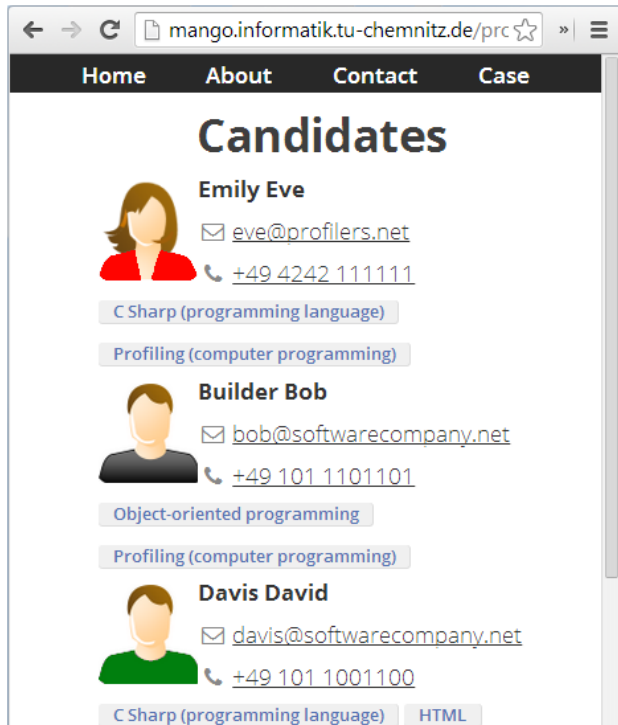 mango.informatik.tu-chemnitz.de/prc
Home About Contact Case
Candidates
Emily Eve
eve@profilers.net
+49 4242 111111
C Sharp (programming language)
Profiling (computer programming)
Builder Bob
bob@softwarecompany.net
+49 101 1101101
Object-oriented programming
Profiling (computer programming)
Davis David
davis@softwarecompany.net
+49 101 1001100
C Sharp (programming language) HTML